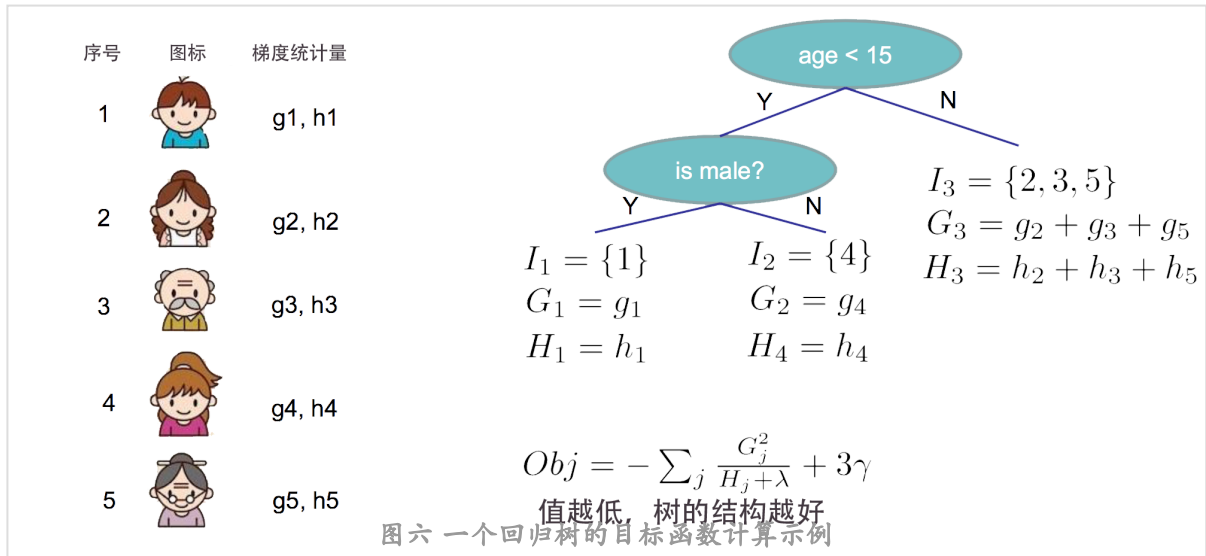 序号 图标 梯度统计量
1 g1, h1
2 g2, h2
3 g3, h3
4 g4, h4
5 g5, h5
age < 15
Y N
is male?
Y N
I₁ = {1}
G₁ = g₁
H₁ = h₁
I₂ = {4}
G₂ = g₄
H₄ = h₄
I₃ = {2, 3, 5}
G₃ = g₂ + g₃ + g₅
H₃ = h₂ + h₃ + h₅
Obj = −∑ⱼ Gⱼ²/(Hⱼ+λ) + 3γ
值越低，树的结构越好
图六 一个回归树的目标函数计算示例